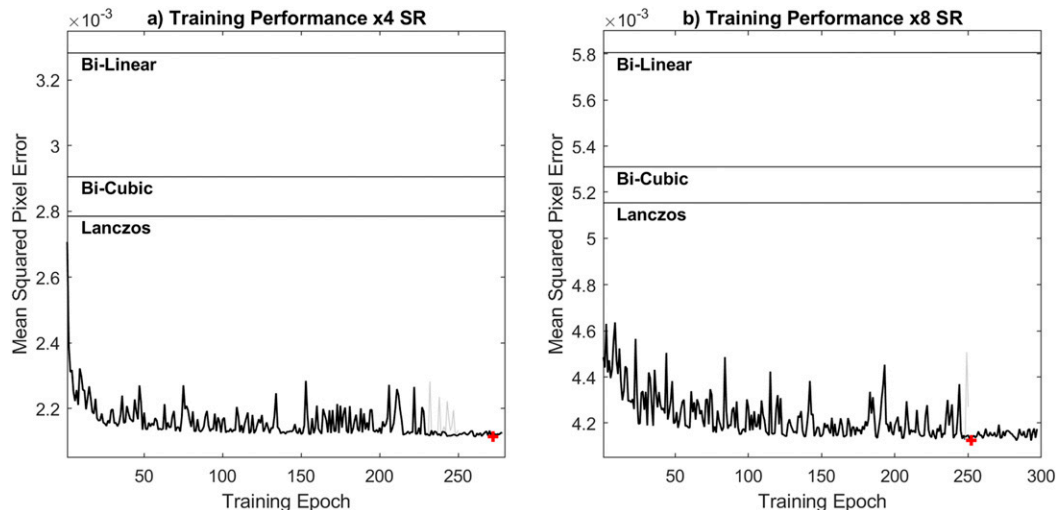 a) Training Performance x4 SR
×10⁻³
3.2
3
2.8
2.6
2.4
2.2
Mean Squared Pixel Error
Bi-Linear
Bi-Cubic
Lanczos
50 100 150 200 250
Training Epoch
b) Training Performance x8 SR
×10⁻³
5.8
5.6
5.4
5.2
5
4.8
4.6
4.4
4.2
Mean Squared Pixel Error
Bi-Linear
Bi-Cubic
Lanczos
50 100 150 200 250 300
Training Epoch